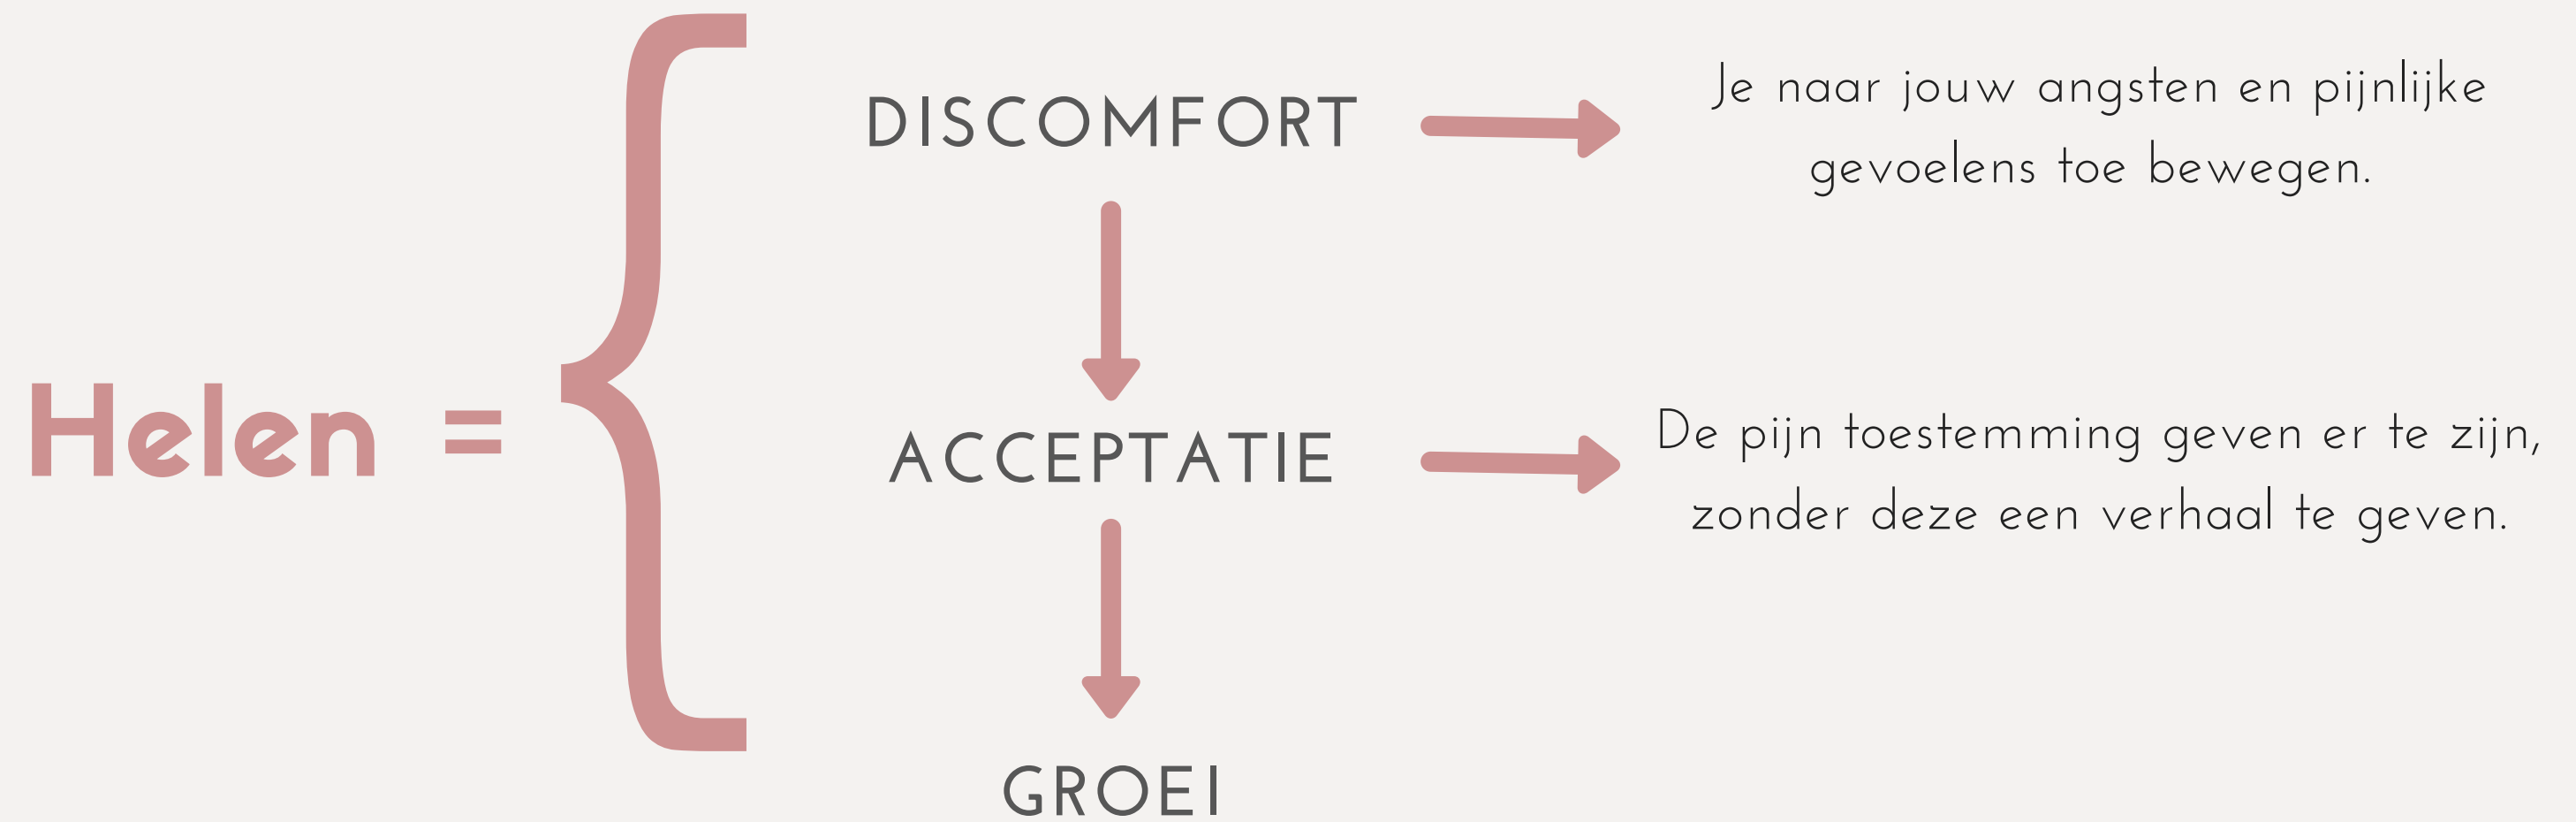 Helen =
DISCOMFORT
Je naar jouw angsten en pijnlijke
gevoelens toe bewegen.
ACCEPTATIE
De pijn toestemming geven er te zijn,
zonder deze een verhaal te geven.
GROEI